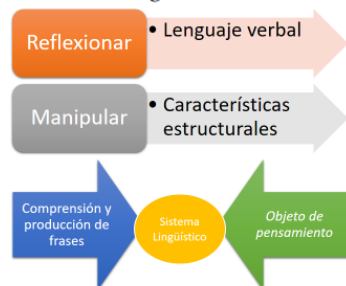 Reflexionar
• Lenguaje verbal
Manipular
• Características
estructurales
Comprensión y
producción de
frases
Sistema
Lingüístico
Objeto de
pensamiento